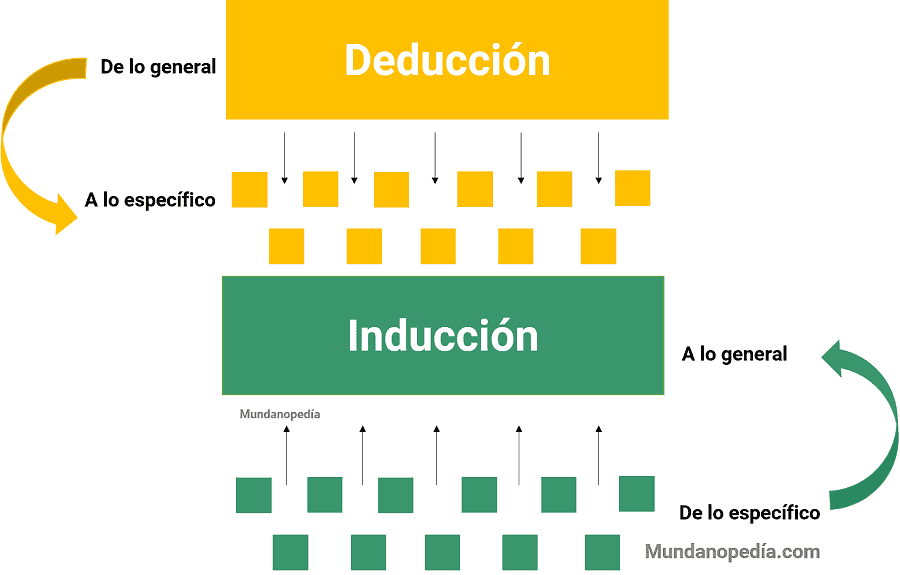 Deducción
De lo general
A lo específico
Inducción
A lo general
Mundanopedía
De lo específico
Mundanopedía.com